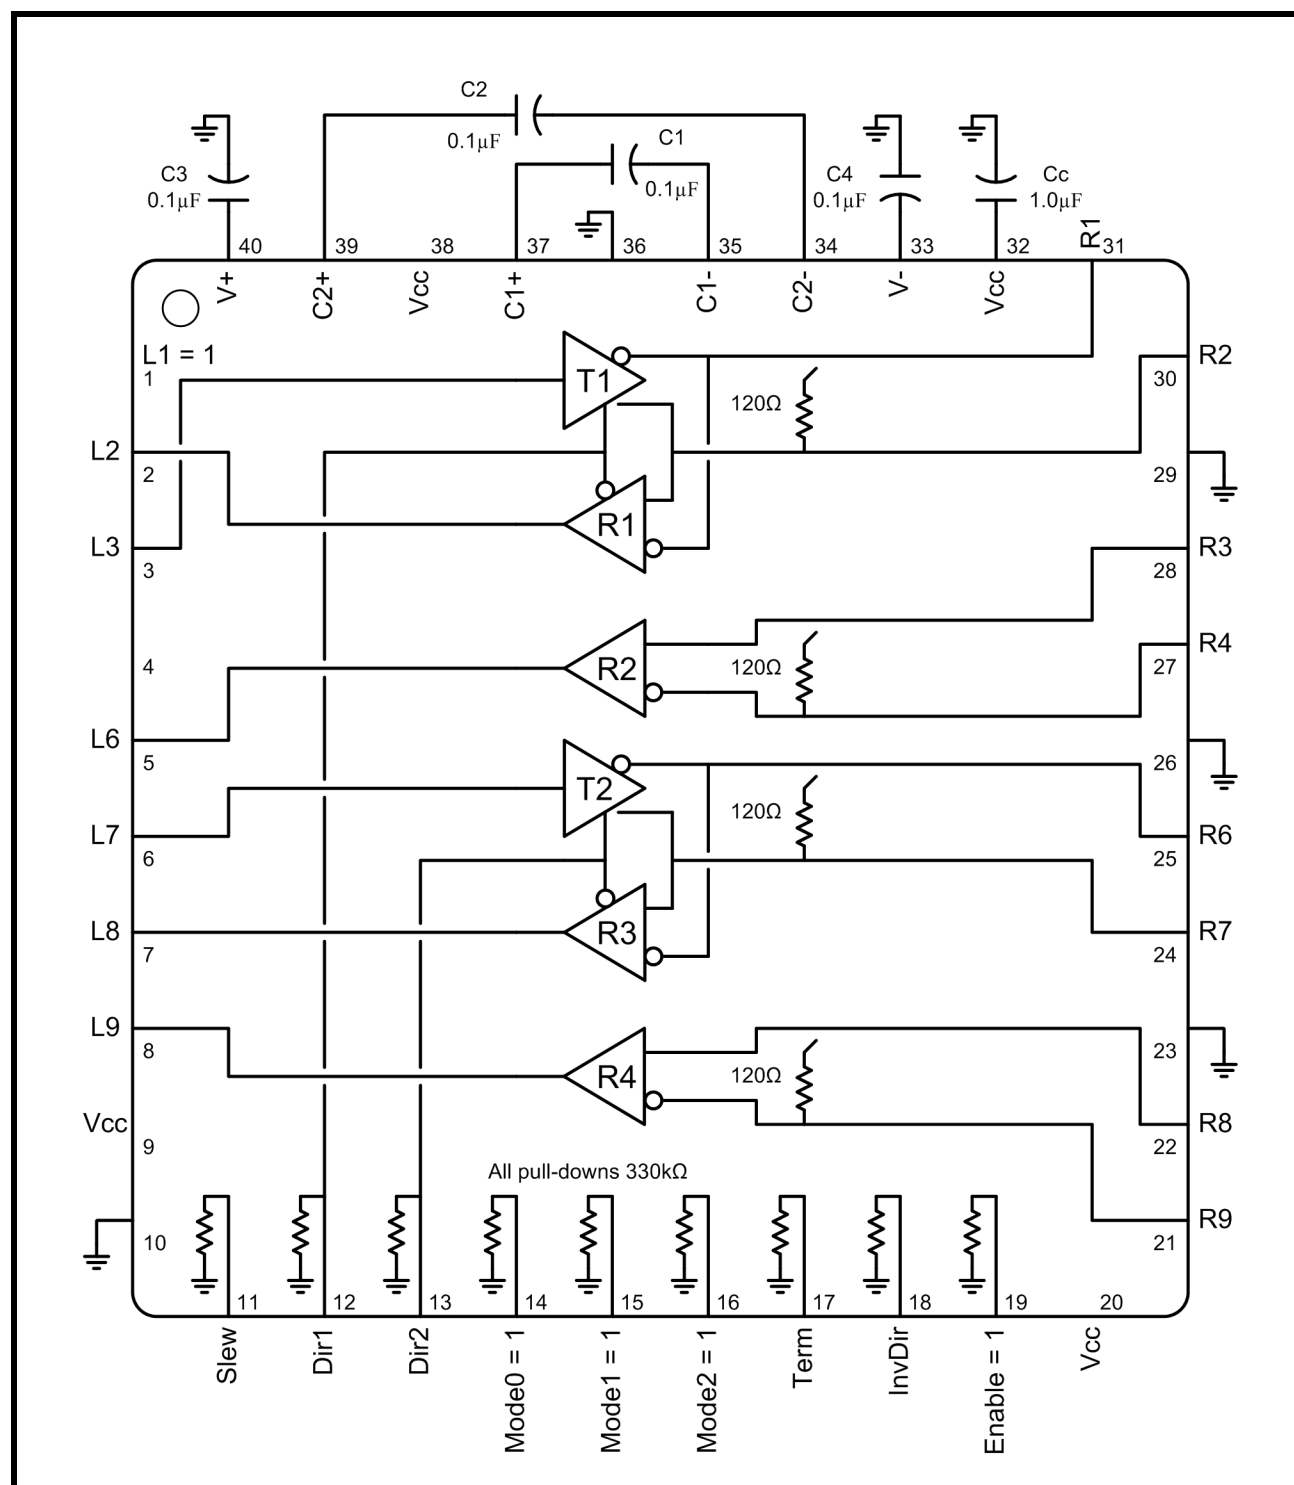 C2
0.1μF
C1
0.1μF
C3
0.1μF
C4
0.1μF
Cc
1.0μF
40
39
38
37
36
35
34
33
32
31
R1
V+
C2+
Vcc
C1+
C1-
C2-
V-
Vcc
L1 = 1
1
T1
120Ω
R2
30
L2
2
29
R1
L3
3
R3
28
4
R2
120Ω
R4
27
L6
5
26
T2
120Ω
L7
6
R6
25
L8
7
R3
R7
24
L9
8
23
R4
120Ω
Vcc
9
R8
22
All pull-downs 330kΩ
10
R9
21
11
12
13
14
15
16
17
18
19
20
Slew
Dir1
Dir2
Mode0 = 1
Mode1 = 1
Mode2 = 1
Term
InvDir
Enable = 1
Vcc